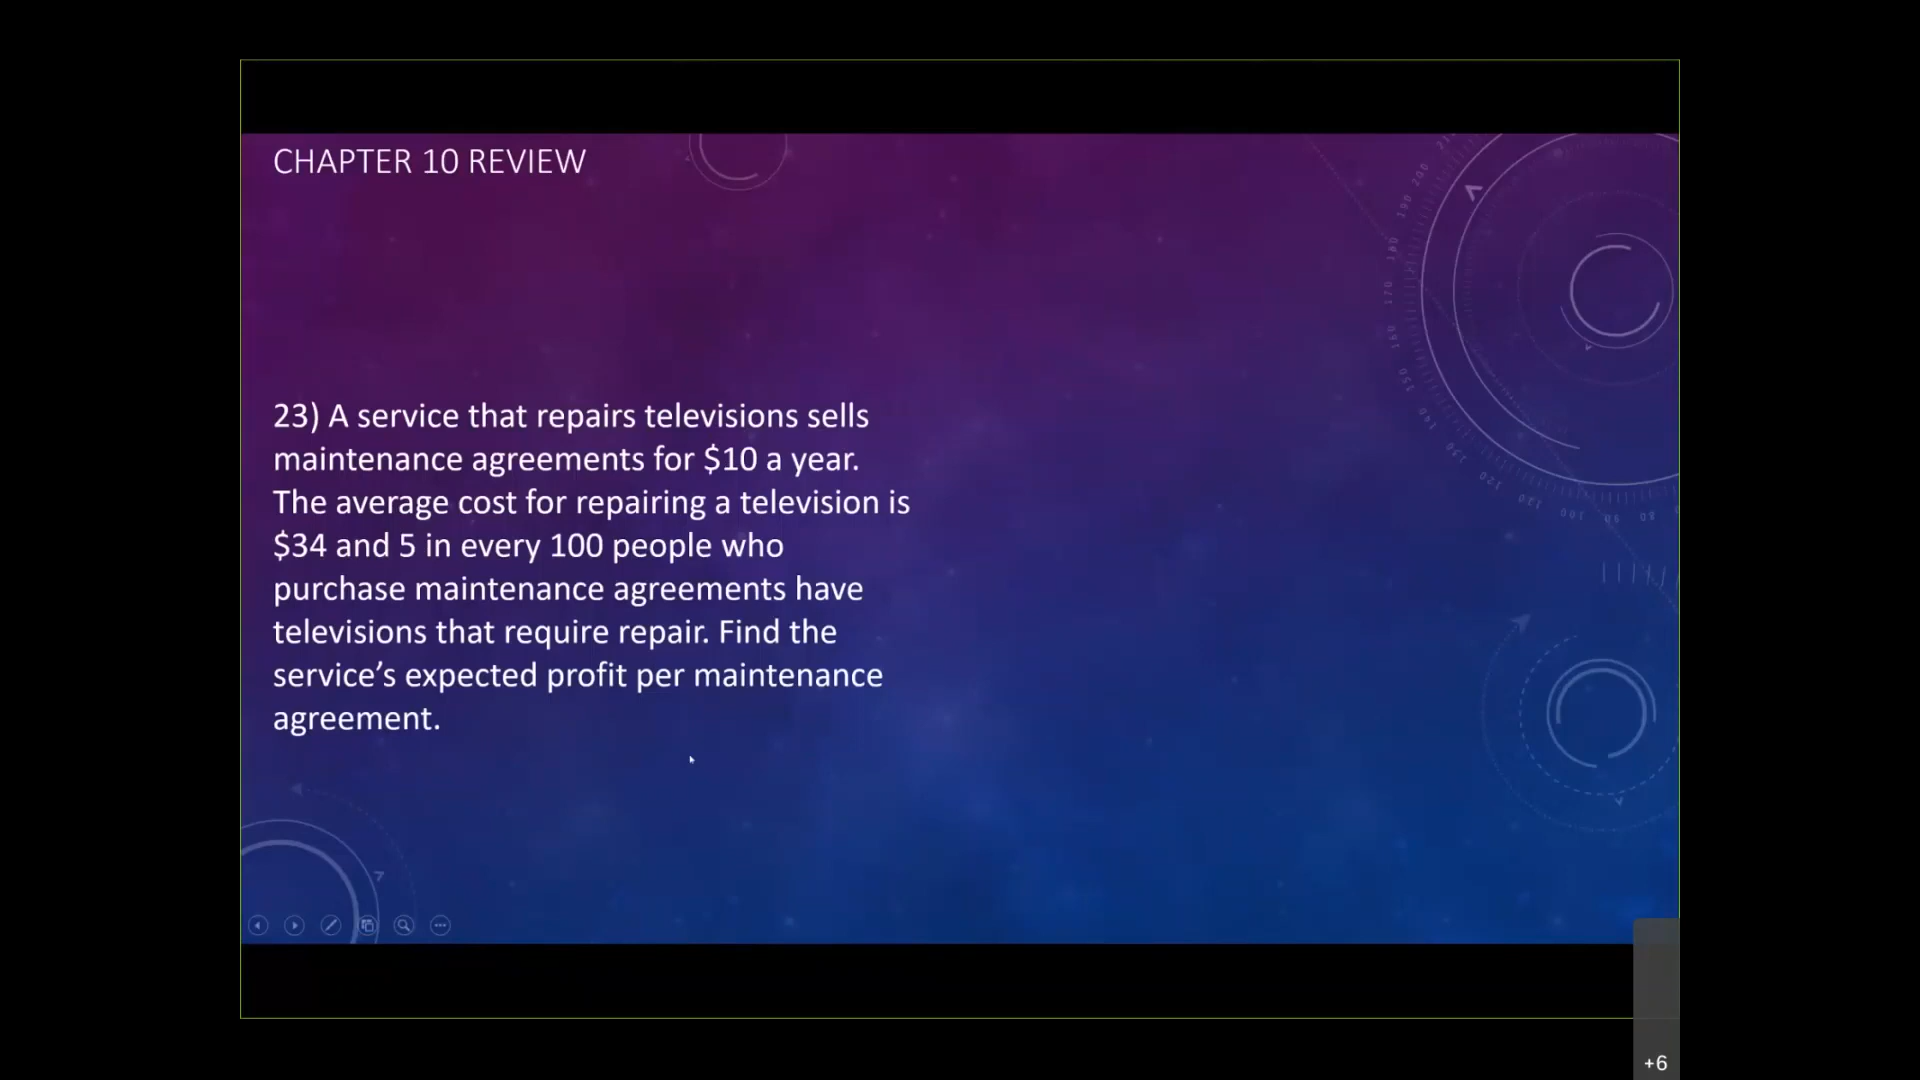 CHAPTER 10 REVIEW
23) A service that repairs televisions sells
maintenance agreements for $10 a year.
The average cost for repairing a television is
$34 and 5 in every 100 people who
purchase maintenance agreements have
televisions that require repair. Find the
service’s expected profit per maintenance
agreement.
+6